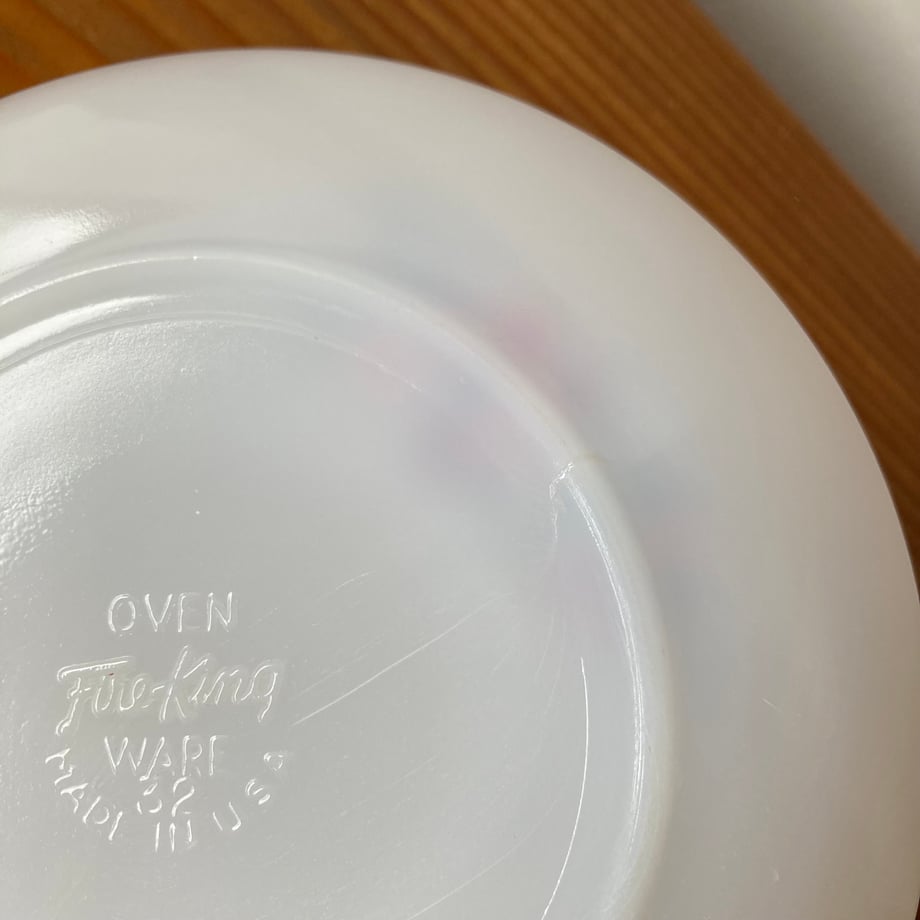 OVEN
Fire-King
WARE
32
MADE IN U S A